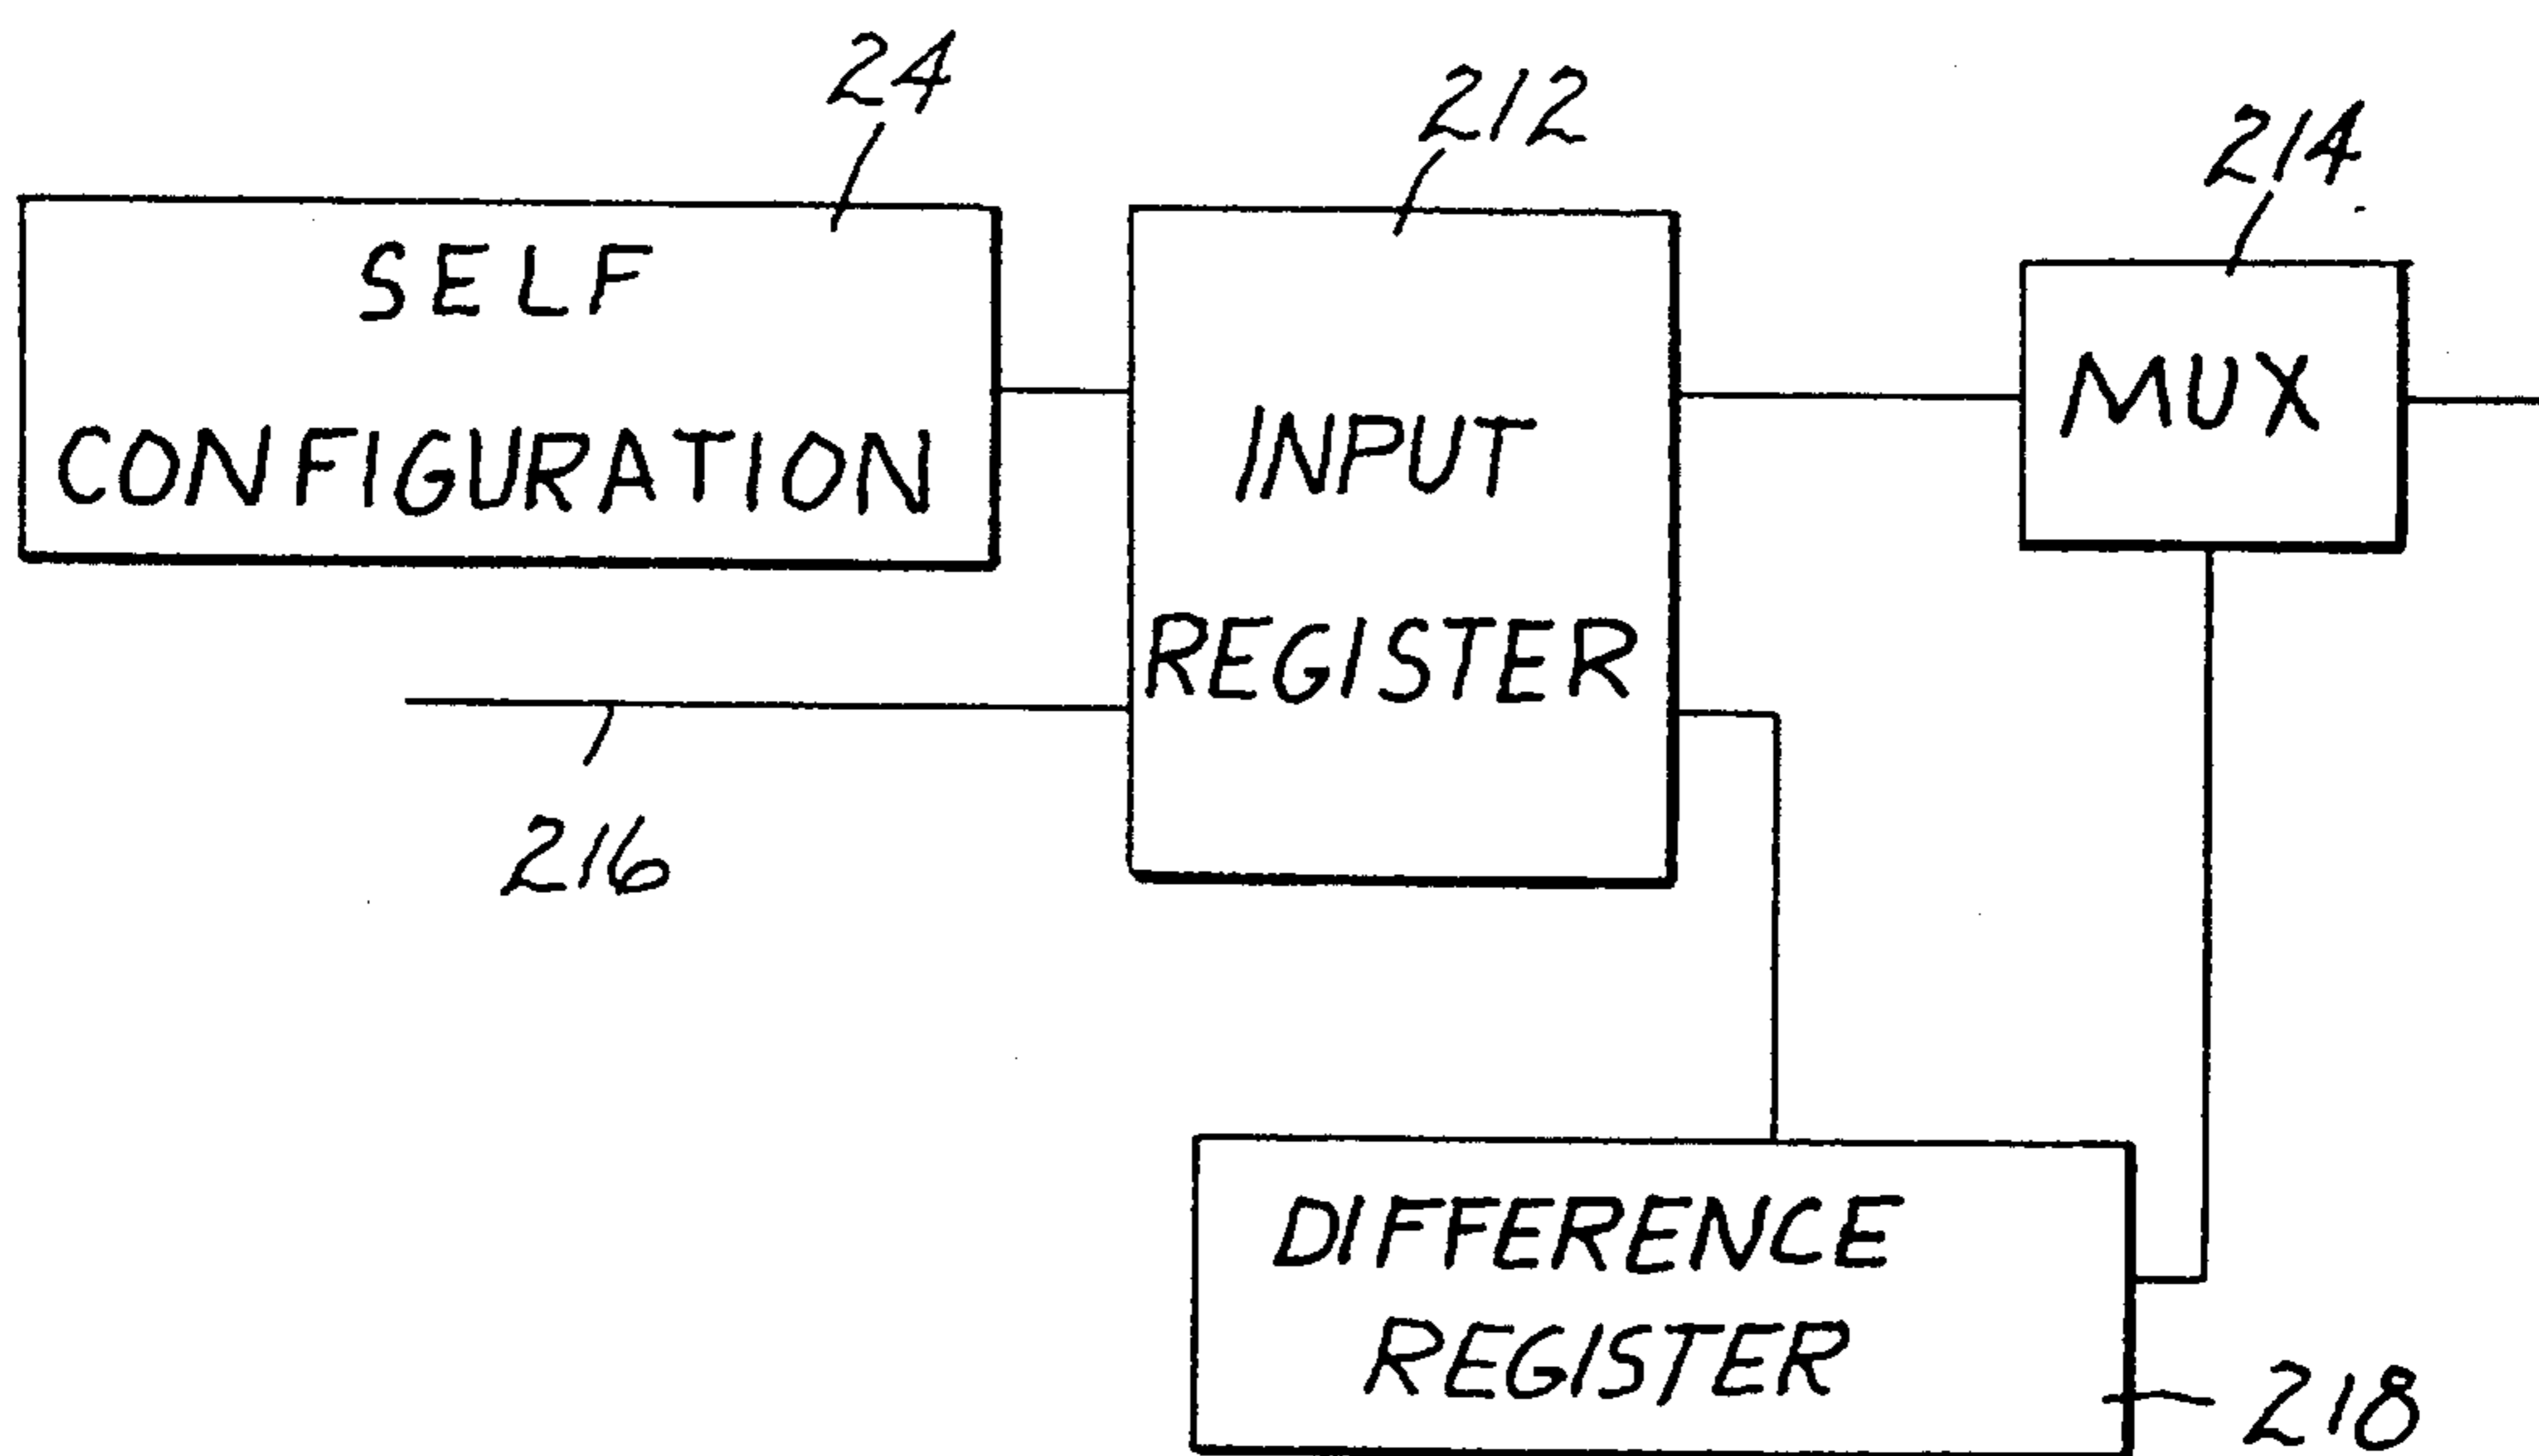 24
212
214
SELF
CONFIGURATION
INPUT
REGISTER
MUX
216
DIFFERENCE
REGISTER
218